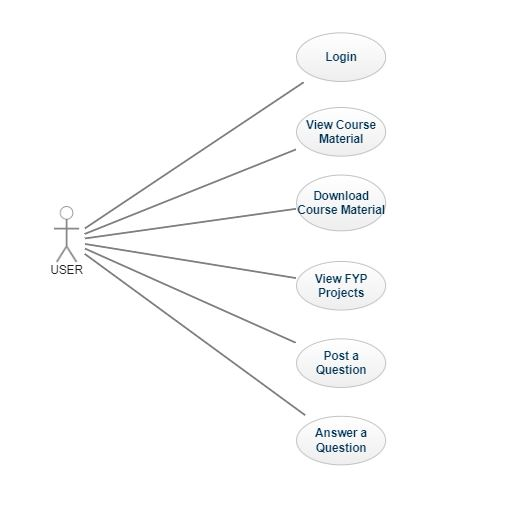 Login
View Course
Material
Download
Course Material
USER
View FYP
Projects
Post a
Question
Answer a
Question